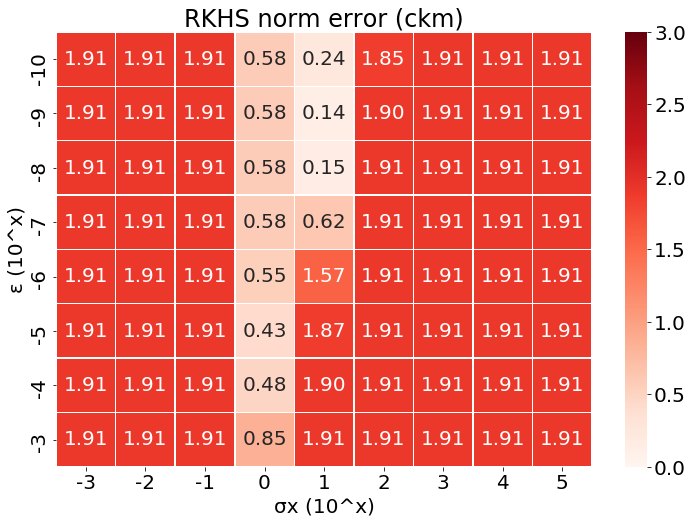 RKHS norm error (ckm)
-10 1.91 1.91 1.91 0.58 0.24 1.85 1.91 1.91 1.91
-9 1.91 1.91 1.91 0.58 0.14 1.90 1.91 1.91 1.91
-8 1.91 1.91 1.91 0.58 0.15 1.91 1.91 1.91 1.91
-7 1.91 1.91 1.91 0.58 0.62 1.91 1.91 1.91 1.91
-6 1.91 1.91 1.91 0.55 1.57 1.91 1.91 1.91 1.91
-5 1.91 1.91 1.91 0.43 1.87 1.91 1.91 1.91 1.91
-4 1.91 1.91 1.91 0.48 1.90 1.91 1.91 1.91 1.91
-3 1.91 1.91 1.91 0.85 1.91 1.91 1.91 1.91 1.91
-3 -2 -1 0 1 2 3 4 5
σx (10^x)
ε (10^x)
3.0
2.5
2.0
1.5
1.0
0.5
0.0